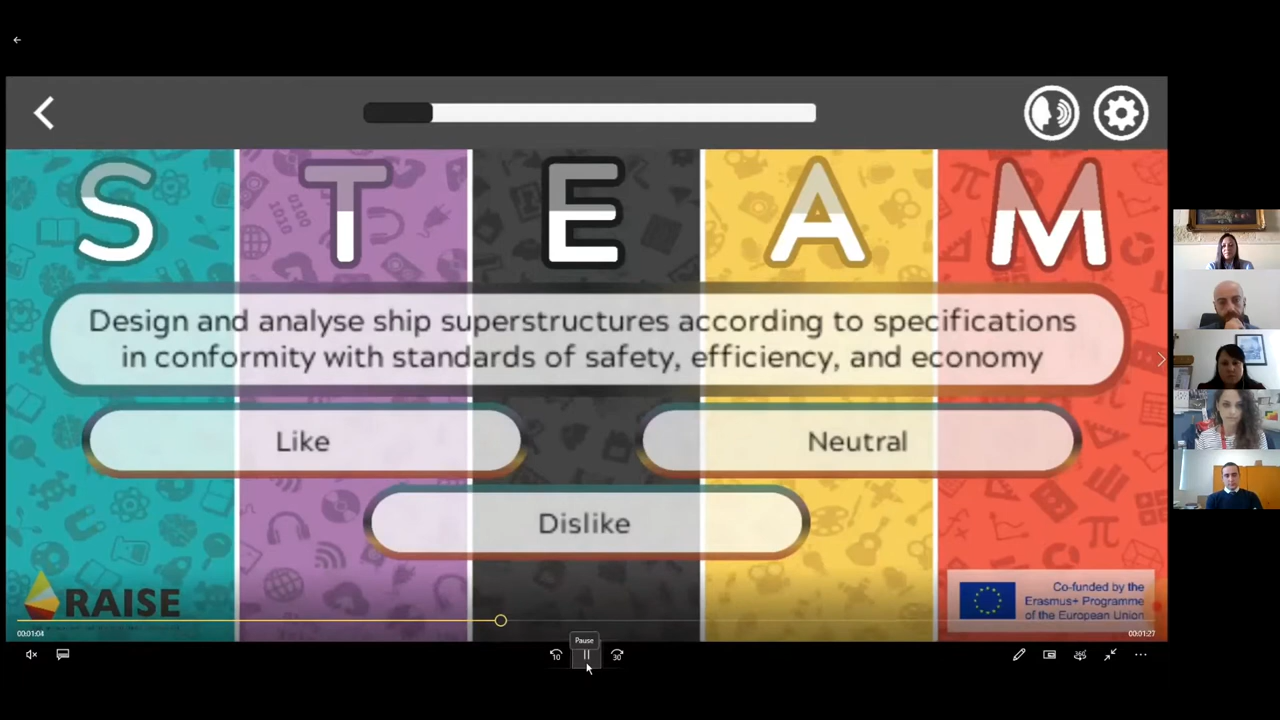 S T E A M
Design and analyse ship superstructures according to specifications
in conformity with standards of safety, efficiency, and economy
Like
Neutral
Dislike
RAISE
Co-funded by the
Erasmus+ Programme
of the European Union
00:01:04
Pause
00:01:27
10
30
360